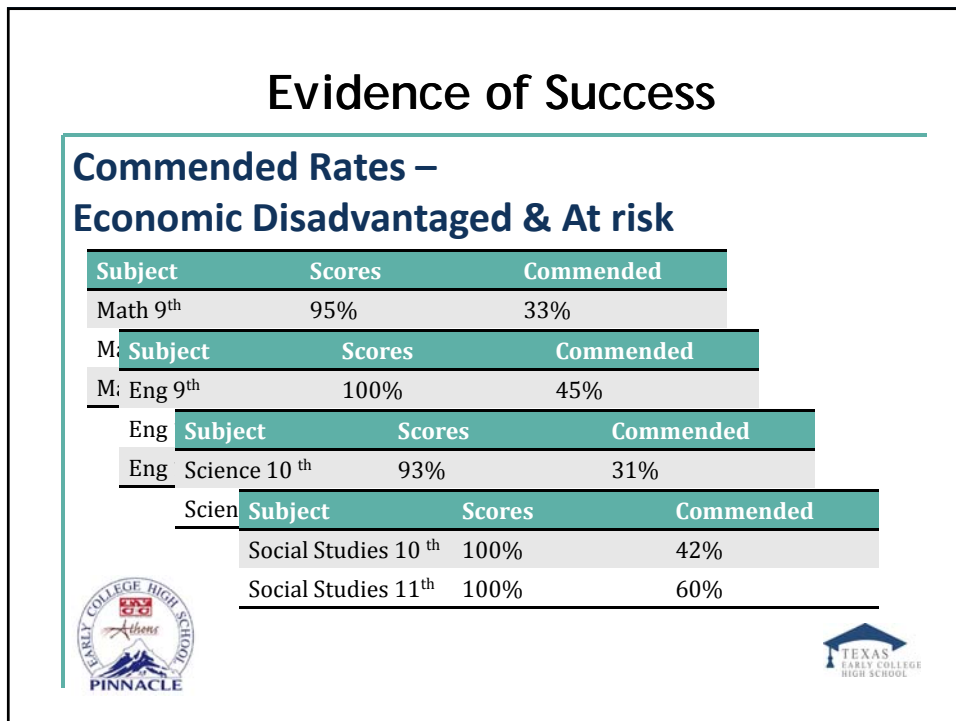 Evidence of Success
Commended Rates –
Economic Disadvantaged & At risk
Subject Scores Commended
Math 9th 95% 33%
Subject Scores Commended
Eng 9th 100% 45%
Eng
Subject Scores Commended
Eng
Science 10 th 93% 31%
Subject Scores Commended
Social Studies 10 th 100% 42%
Social Studies 11th 100% 60%
EARLY COLLEGE HIGH SCHOOL
TVCC
Athens
PINNACLE
TEXAS
EARLY COLLEGE
HIGH SCHOOL